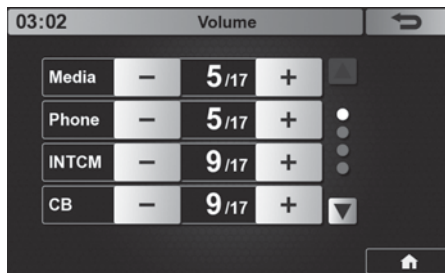 03:02 Volume
Media − 5/17 +
Phone − 5/17 +
INTCM − 9/17 +
CB − 9/17 +